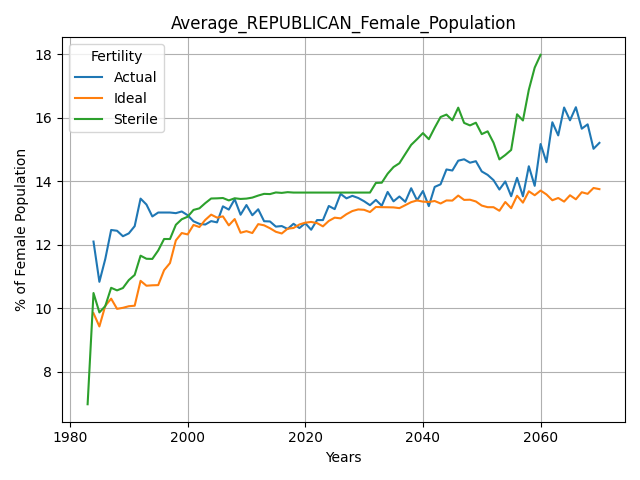 Average_REPUBLICAN_Female_Population
Fertility
Actual
Ideal
Sterile
% of Female Population
18
16
14
12
10
8
1980
2000
2020
2040
2060
Years